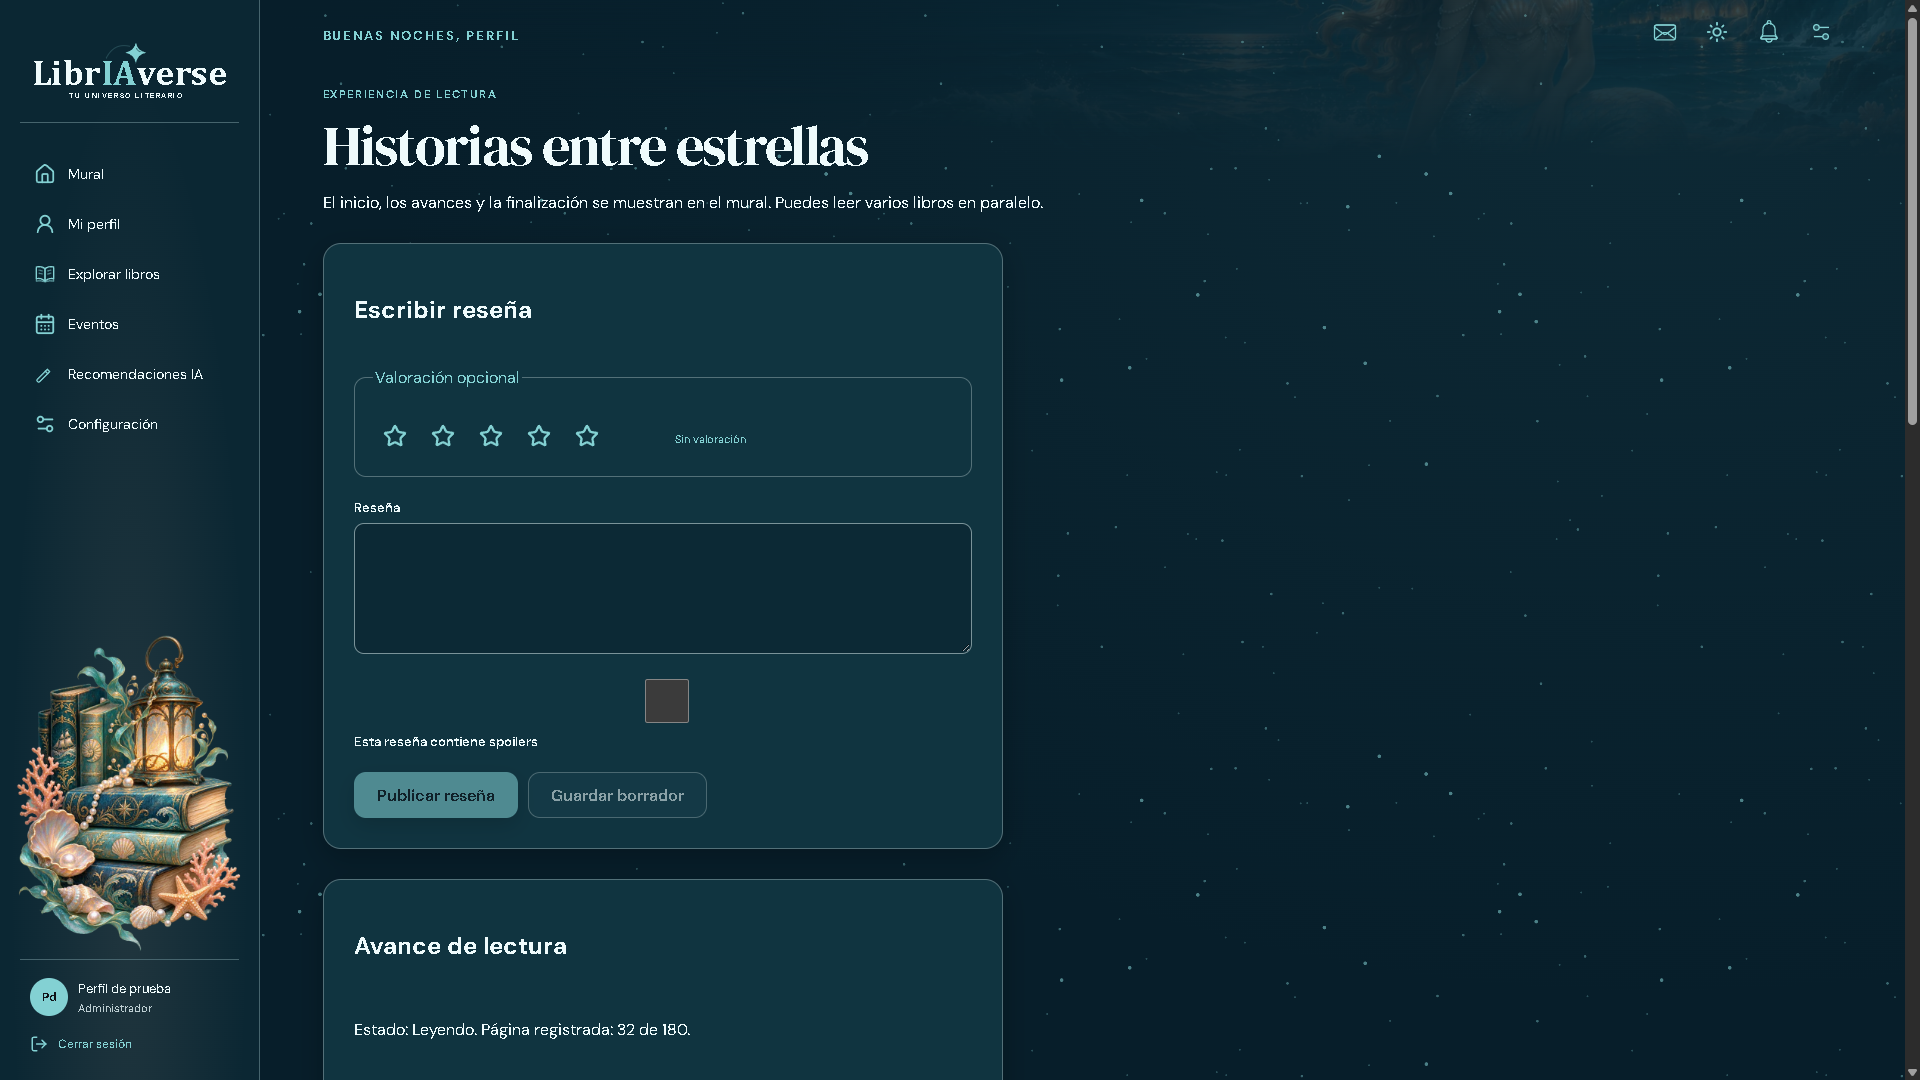 LibrIAverse
TU UNIVERSO LITERARIO
Mural
Mi perfil
Explorar libros
Eventos
Recomendaciones IA
Configuración
Pd
Perfil de prueba
Administrador
Cerrar sesión
BUENAS NOCHES, PERFIL
EXPERIENCIA DE LECTURA
Historias entre estrellas
El inicio, los avances y la finalización se muestran en el mural. Puedes leer varios libros en paralelo.
Escribir reseña
Valoración opcional
Sin valoración
Reseña
Esta reseña contiene spoilers
Publicar reseña
Guardar borrador
Avance de lectura
Estado: Leyendo. Página registrada: 32 de 180.